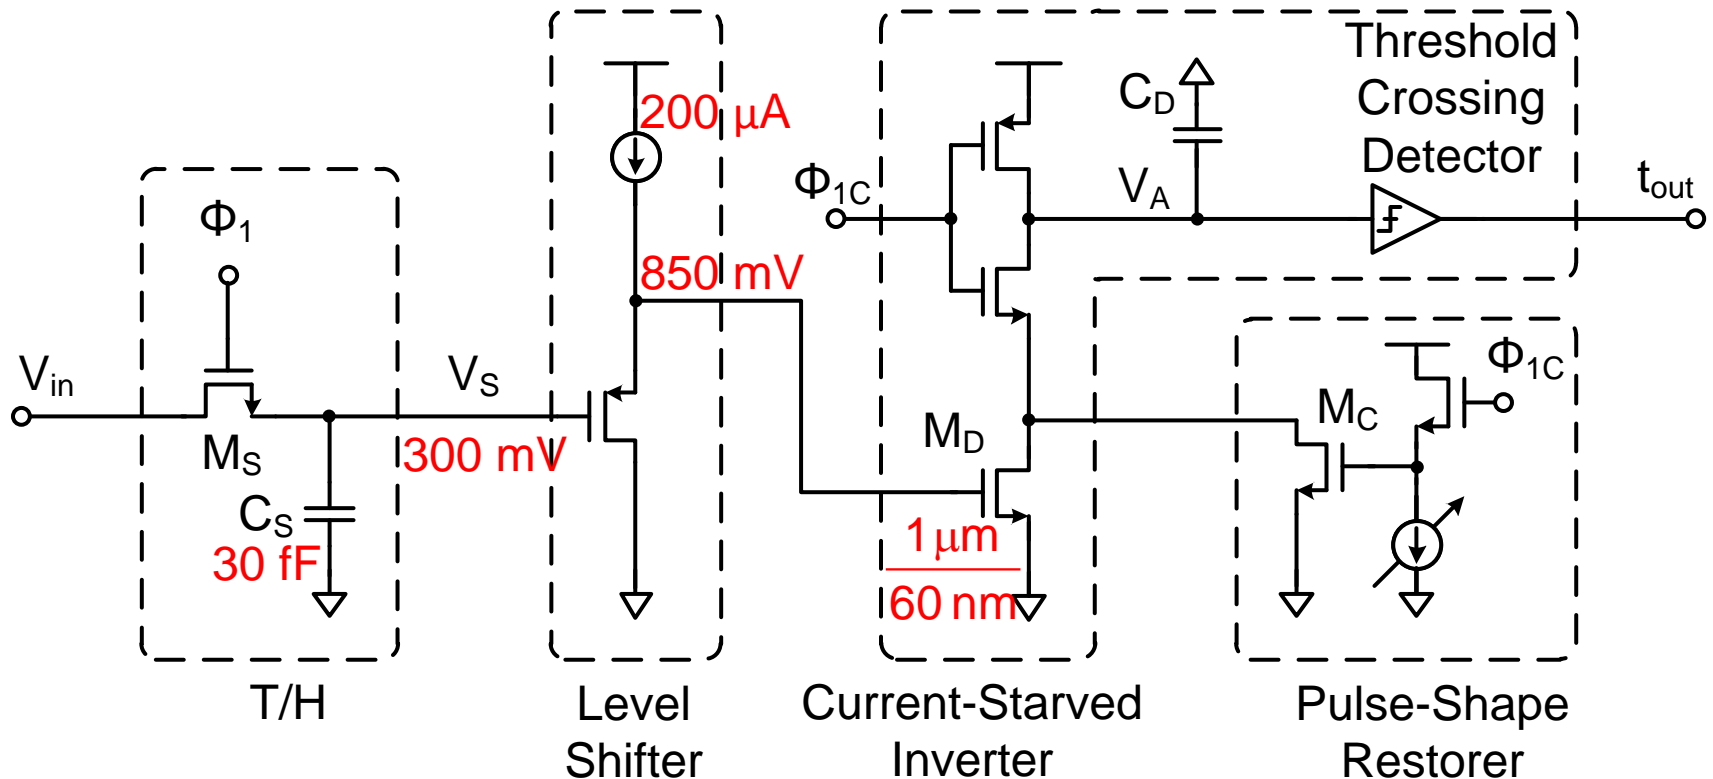 Threshold
Crossing
Detector
200 μA
C_D
Φ_1C
V_A
t_out
Φ_1
850 mV
V_in
V_S
M_S
300 mV
C_S
30 fF
M_D
1 μm
60 nm
M_C
Φ_1C
T/H
Level
Shifter
Current-Starved
Inverter
Pulse-Shape
Restorer